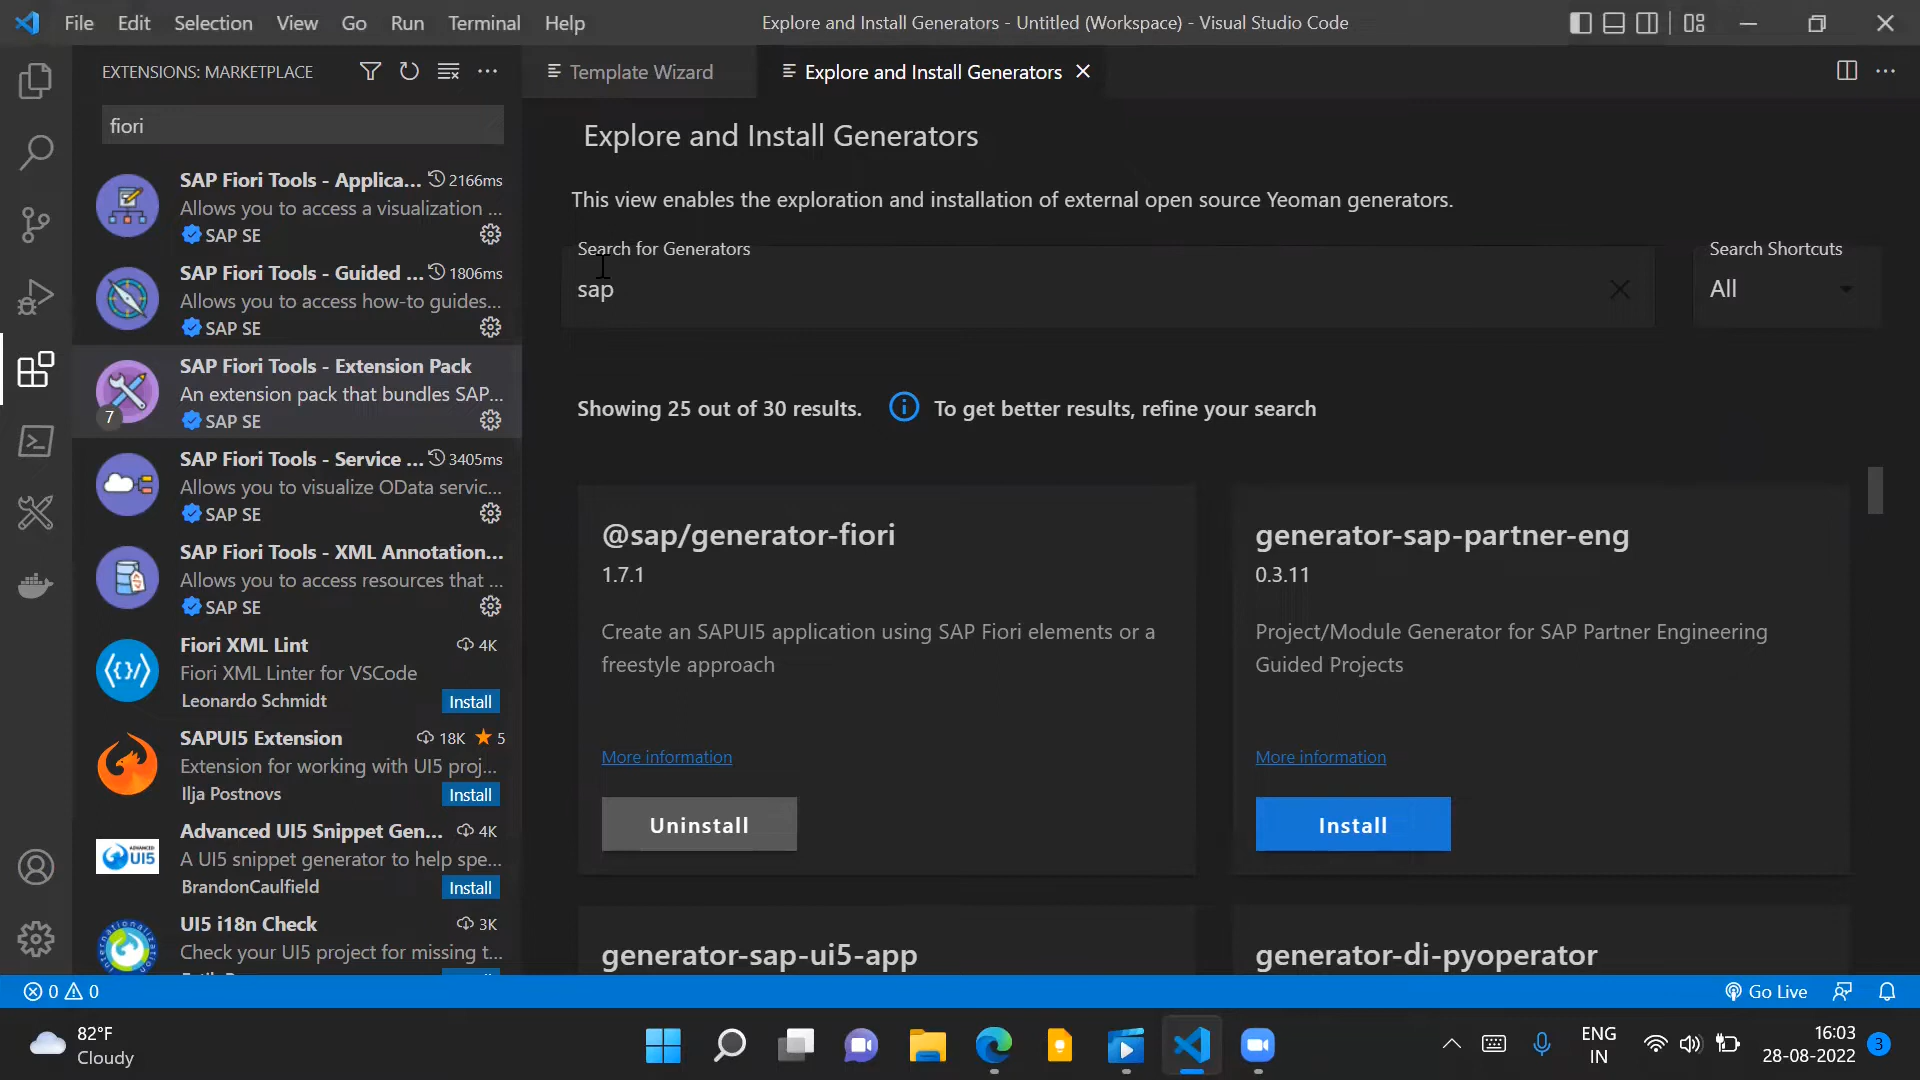 File Edit Selection View Go Run Terminal Help
Explore and Install Generators - Untitled (Workspace) - Visual Studio Code
EXTENSIONS: MARKETPLACE
fiori
SAP Fiori Tools - Applica... 2166ms
Allows you to access a visualization ...
SAP SE
SAP Fiori Tools - Guided ... 1806ms
Allows you to access how-to guides...
SAP SE
SAP Fiori Tools - Extension Pack
An extension pack that bundles SAP...
7
SAP SE
SAP Fiori Tools - Service ... 3405ms
Allows you to visualize OData servic...
SAP SE
SAP Fiori Tools - XML Annotation...
Allows you to access resources that ...
SAP SE
Fiori XML Lint 4K
Fiori XML Linter for VSCode
Leonardo Schmidt Install
SAPUI5 Extension 18K 5
Extension for working with UI5 proj...
Ilja Postnovs Install
Advanced UI5 Snippet Gen... 4K
A UI5 snippet generator to help spe...
BrandonCaulfield Install
ADVANCED
UI5
UI5 i18n Check 3K
Check your UI5 project for missing t...
Template Wizard
Explore and Install Generators
Explore and Install Generators
This view enables the exploration and installation of external open source Yeoman generators.
Search for Generators
sap
Search Shortcuts
All
Showing 25 out of 30 results. To get better results, refine your search
@sap/generator-fiori
1.7.1
Create an SAPUI5 application using SAP Fiori elements or a
freestyle approach
More information
Uninstall
generator-sap-partner-eng
0.3.11
Project/Module Generator for SAP Partner Engineering
Guided Projects
More information
Install
generator-sap-ui5-app
generator-di-pyoperator
0 0
Go Live
82°F
Cloudy
ENG
IN
16:03
28-08-2022
3